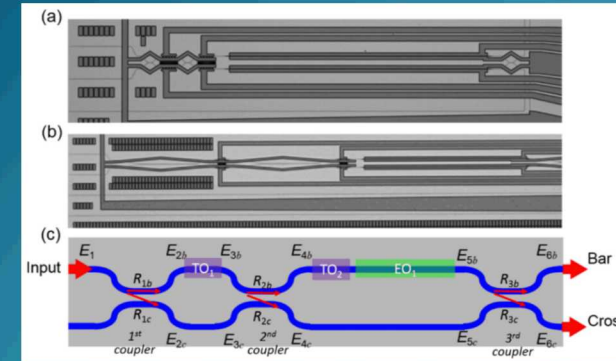 (a)
(b)
(c)
E1 E2b E3b E4b E5b E6b
Input TO1 TO2 EO1 Bar
R1b R2b R3b
R1c R2c R3c
Cros
1st coupler E2c E3c 2nd coupler E4c E5c 3rd coupler E6c